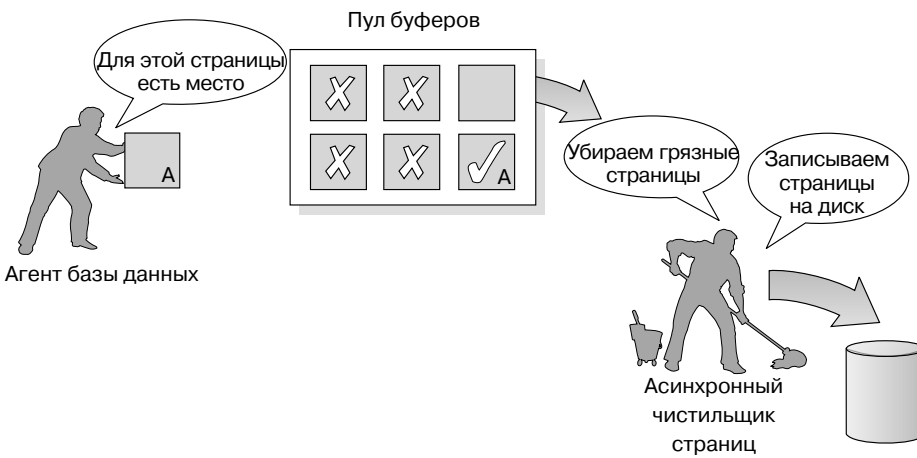 Пул буферов
Для этой страницы
есть место
A
Агент базы данных
A
Убираем грязные
страницы
Записываем
страницы
на диск
Асинхронный
чистильщик
страниц